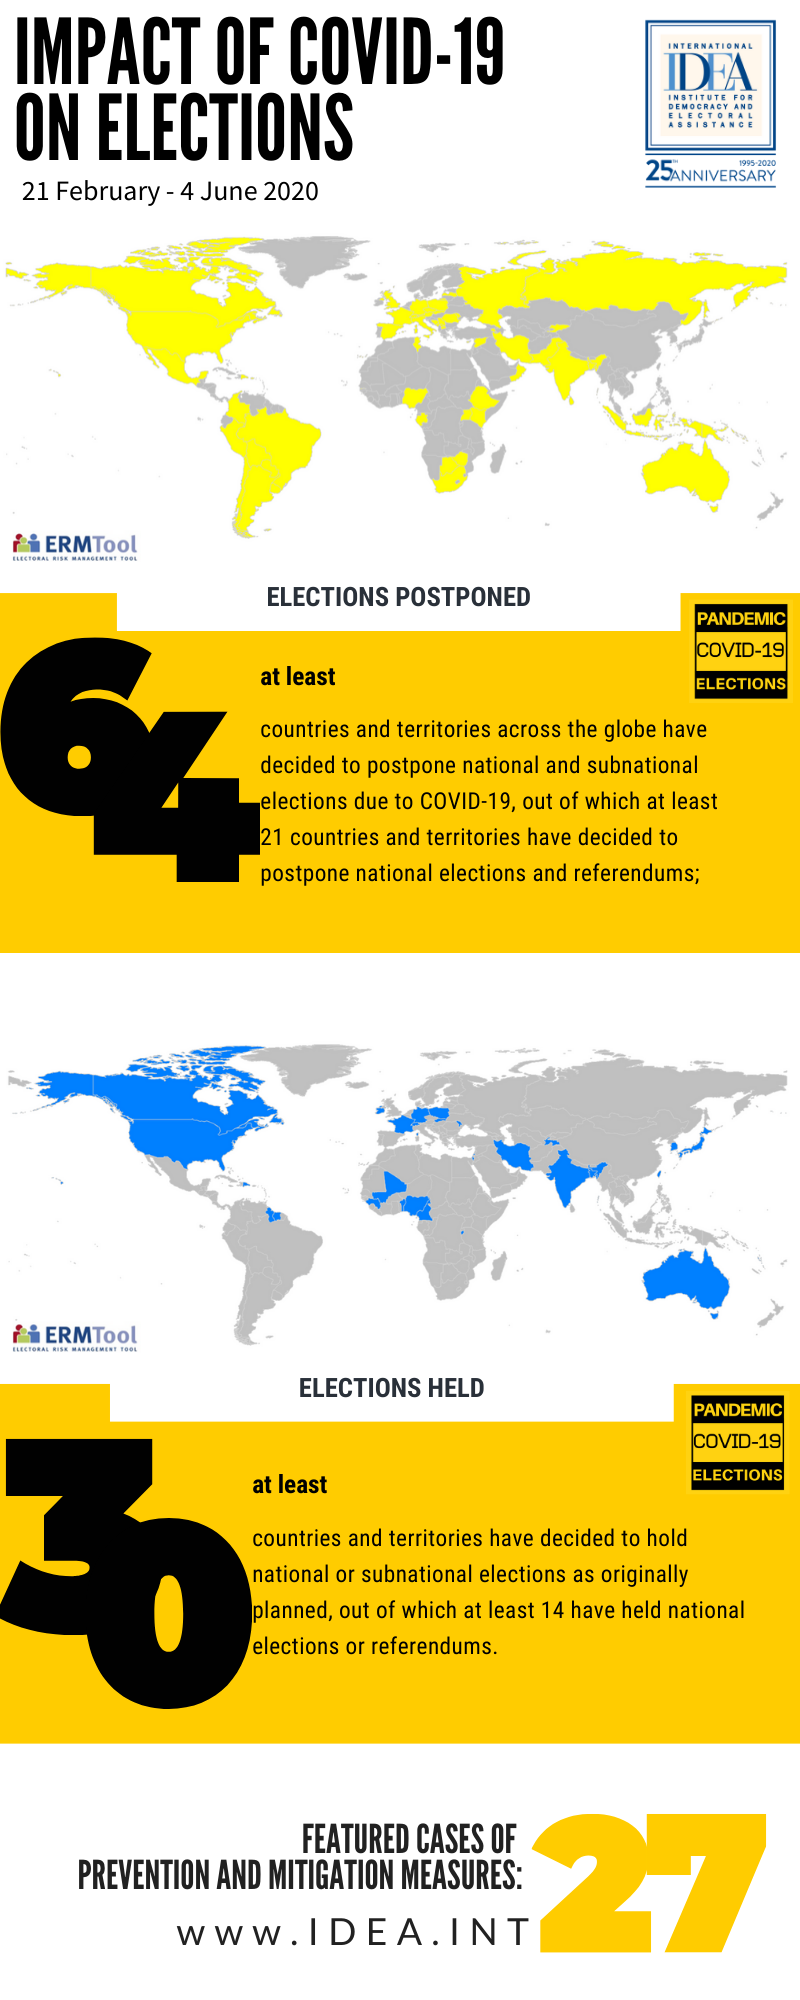 IMPACT OF COVID-19
ON ELECTIONS
21 February - 4 June 2020
INTERNATIONAL
IDEA
INSTITUTE FOR
DEMOCRACY AND
ELECTORAL
ASSISTANCE
1995-2020
25TH ANNIVERSARY
ERMTool
ELECTORAL RISK MANAGEMENT TOOL
ELECTIONS POSTPONED
PANDEMIC
COVID-19
ELECTIONS
64
at least
countries and territories across the globe have
decided to postpone national and subnational
elections due to COVID-19, out of which at least
21 countries and territories have decided to
postpone national elections and referendums;
ERMTool
ELECTORAL RISK MANAGEMENT TOOL
ELECTIONS HELD
PANDEMIC
COVID-19
ELECTIONS
30
at least
countries and territories have decided to hold
national or subnational elections as originally
planned, out of which at least 14 have held national
elections or referendums.
FEATURED CASES OF
PREVENTION AND MITIGATION MEASURES:
27
www.IDEA.INT